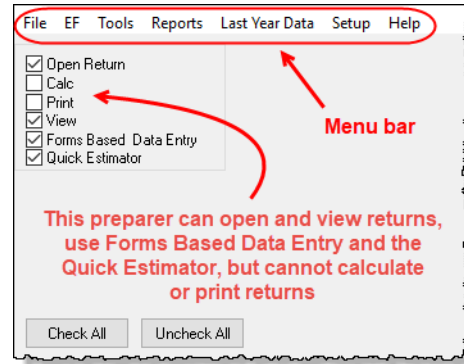 File EF Tools Reports Last Year Data Setup Help
Open Return
Calc
Print
View
Forms Based Data Entry
Quick Estimator
Menu bar
This preparer can open and view returns,
use Forms Based Data Entry and the
Quick Estimator, but cannot calculate
or print returns
Check All Uncheck All